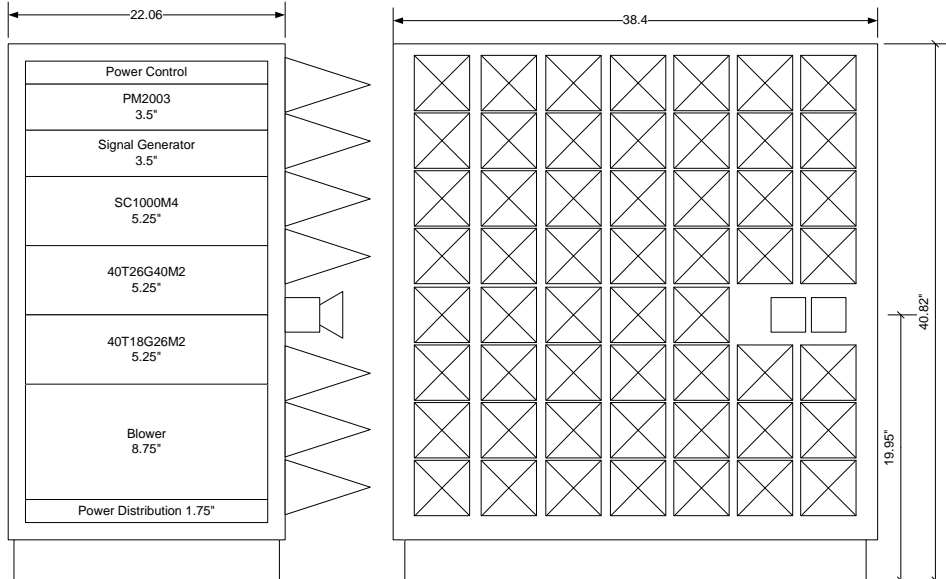 22.06
38.4
Power Control
PM2003
3.5"
Signal Generator
3.5"
SC1000M4
5.25"
40T26G40M2
5.25"
40T18G26M2
5.25"
Blower
8.75"
Power Distribution 1.75"
40.82"
19.95"